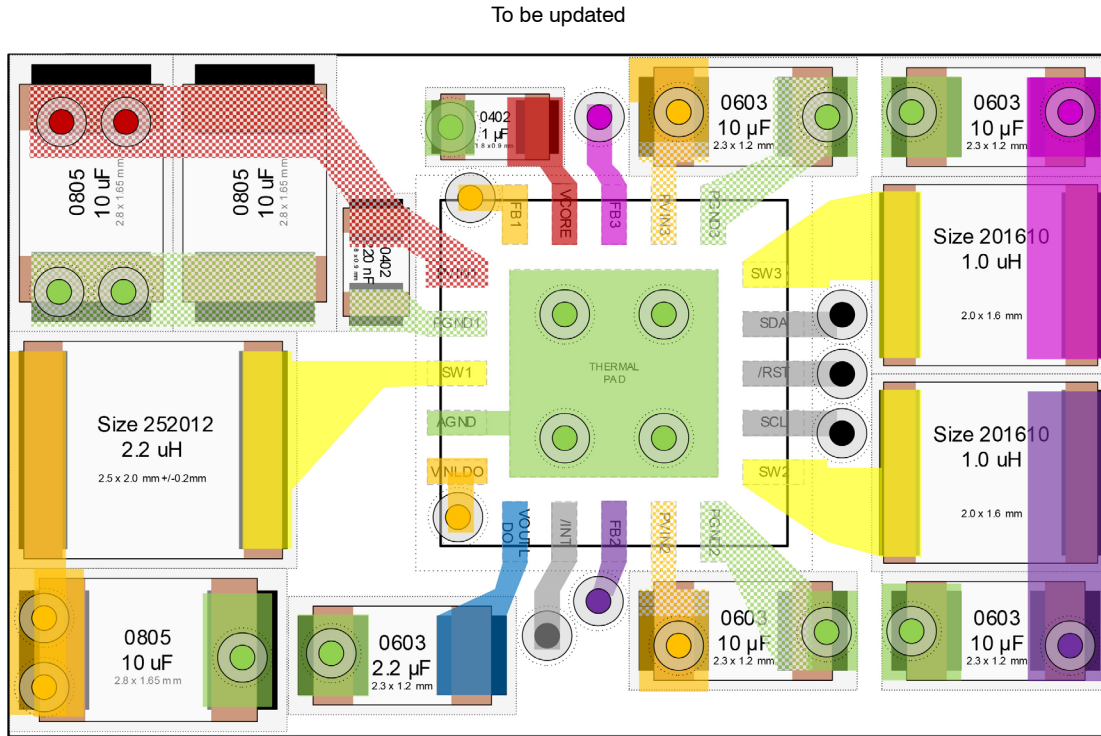 To be updated
0805
10 uF
2.8 x 1.65 mm
0805
10 uF
2.8 x 1.65 mm
0402
1 µF
1.8 x0.9 mm
0603
10 µF
2.3 x 1.2 mm
0603
10 µF
2.3 x 1.2 mm
FB1
VCORE
FB3
PVIN3
PGND3
0402
220 nF
PVIN1
PGND1
SW1
AGND
VINLDO
THERMAL
PAD
SW3
SDA
/RST
SCL
SW2
Size 201610
1.0 uH
2.0 x 1.6 mm
Size 252012
2.2 uH
2.5 x 2.0 mm +/-0.2mm
Size 201610
1.0 uH
2.0 x 1.6 mm
VOUTL
DO
/INT
FB2
PVIN2
PGND2
0805
10 uF
2.8 x 1.65 mm
0603
2.2 µF
2.3 x 1.2 mm
0603
10 µF
2.3 x 1.2 mm
0603
10 µF
2.3 x 1.2 mm